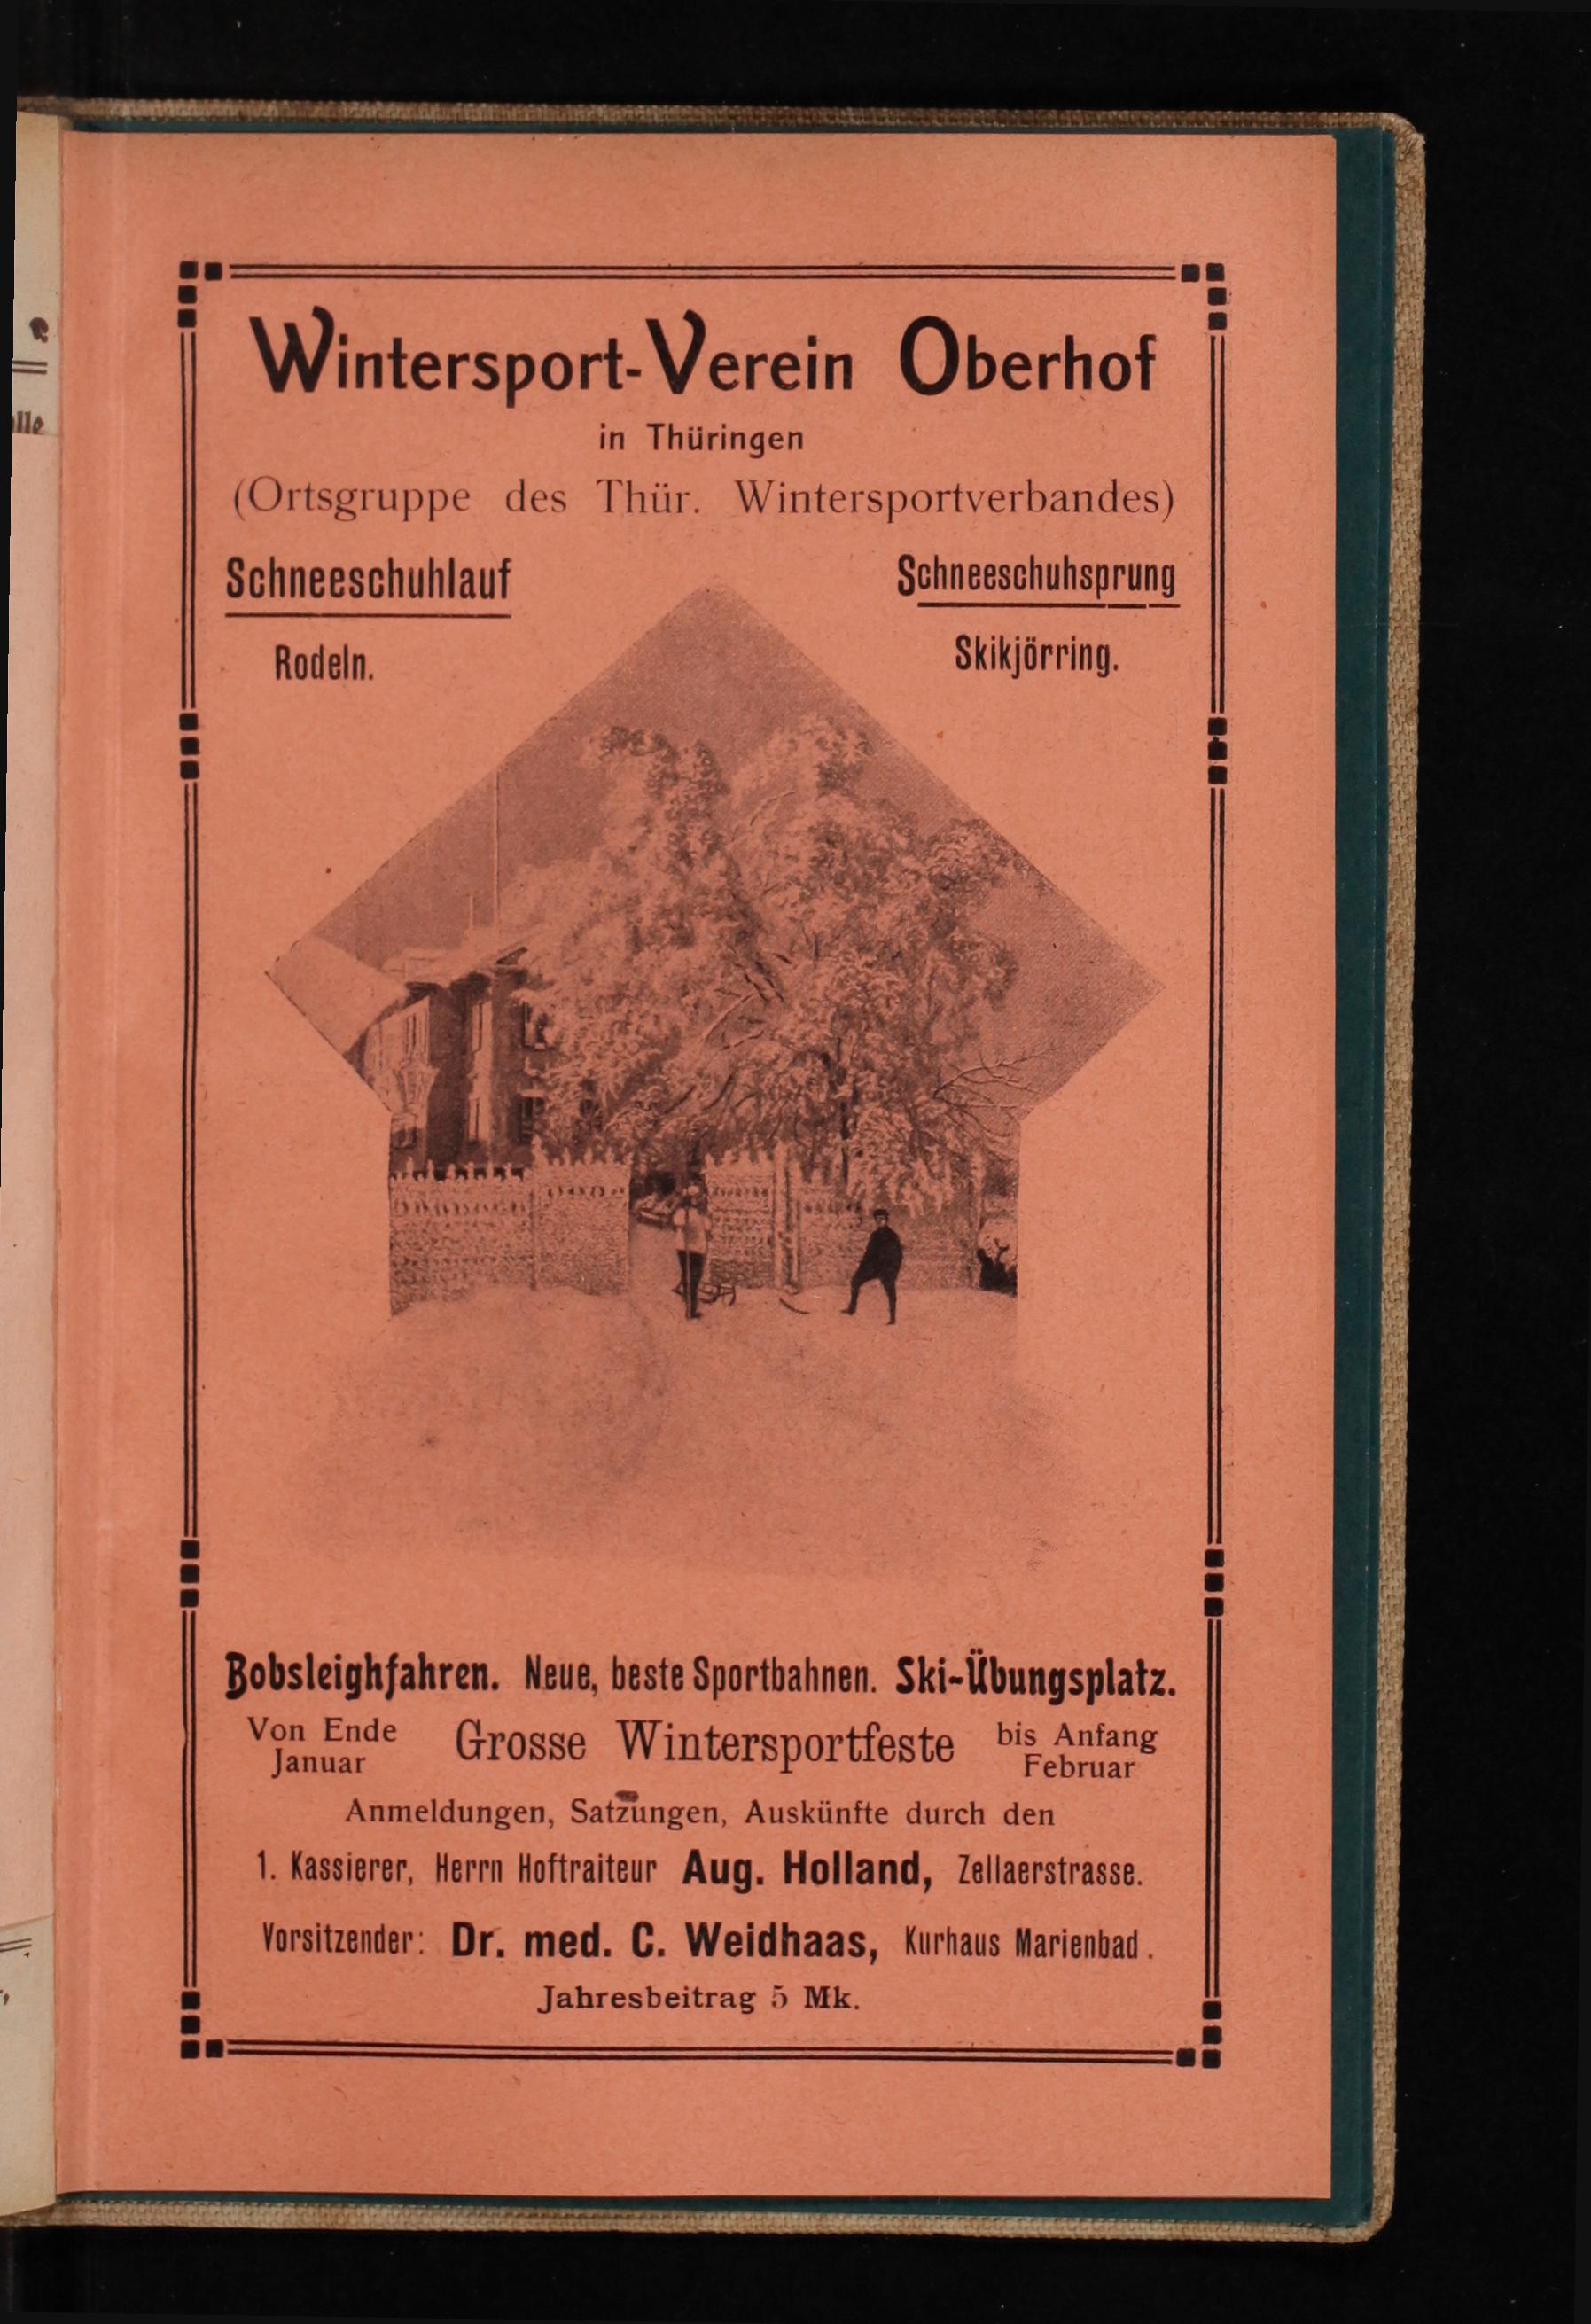 Wintersport-Verein Oberhof
in Thüringen
(Ortsgruppe des Thür. Wintersportverbandes)
Schneeschuhlauf
Rodeln.
Schneeschuhsprung
Skikjörring.
Bobsleighfahren. Neue, beste Sportbahnen. Ski-Übungsplatz.
Von Ende
Januar
Grosse Wintersportfeste
bis Anfang
Februar
Anmeldungen, Satzungen, Auskünfte durch den
1. Kassierer, Herrn Hoftraiteur Aug. Holland, Zellaerstrasse.
Vorsitzender: Dr. med. C. Weidhaas, Kurhaus Marienbad.
Jahresbeitrag 5 Mk.